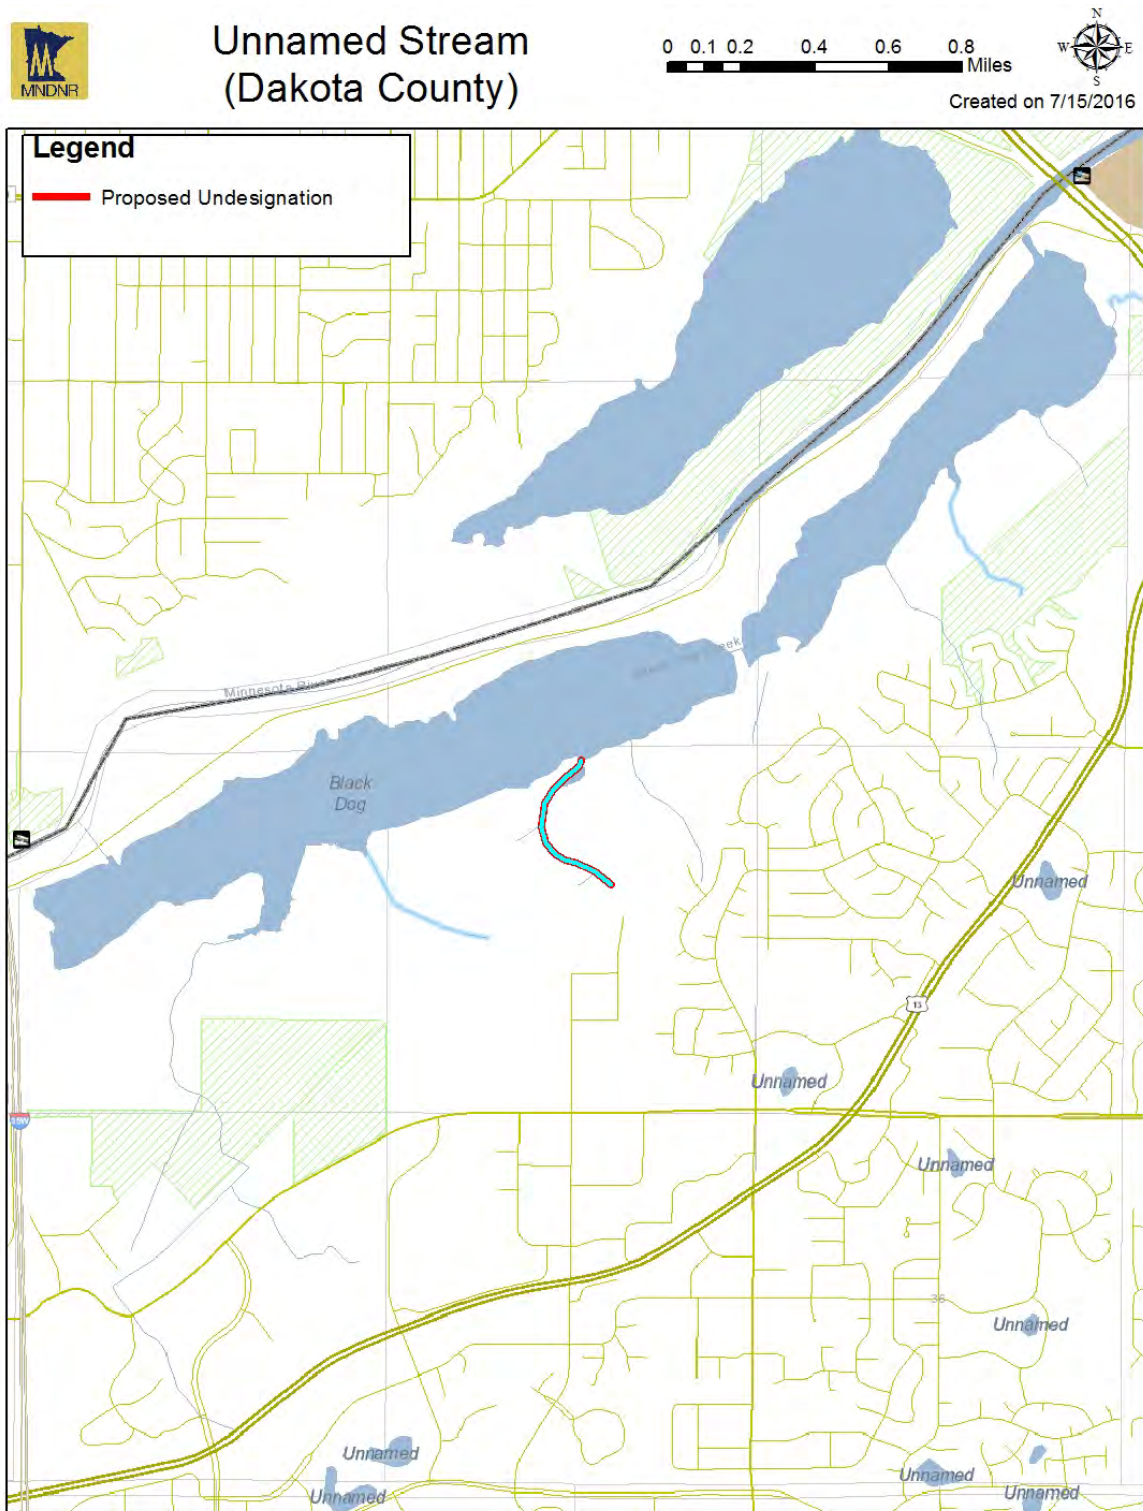 MNDNR
Unnamed Stream
(Dakota County)
0 0.1 0.2 0.4 0.6 0.8
Miles
N
W E
S
Created on 7/15/2016
Legend
Proposed Undesignation
Minnesota River
Black
Dog
Unnamed
13
Unnamed
Unnamed
36
Unnamed
Unnamed
Unnamed
Unnamed
Unnamed